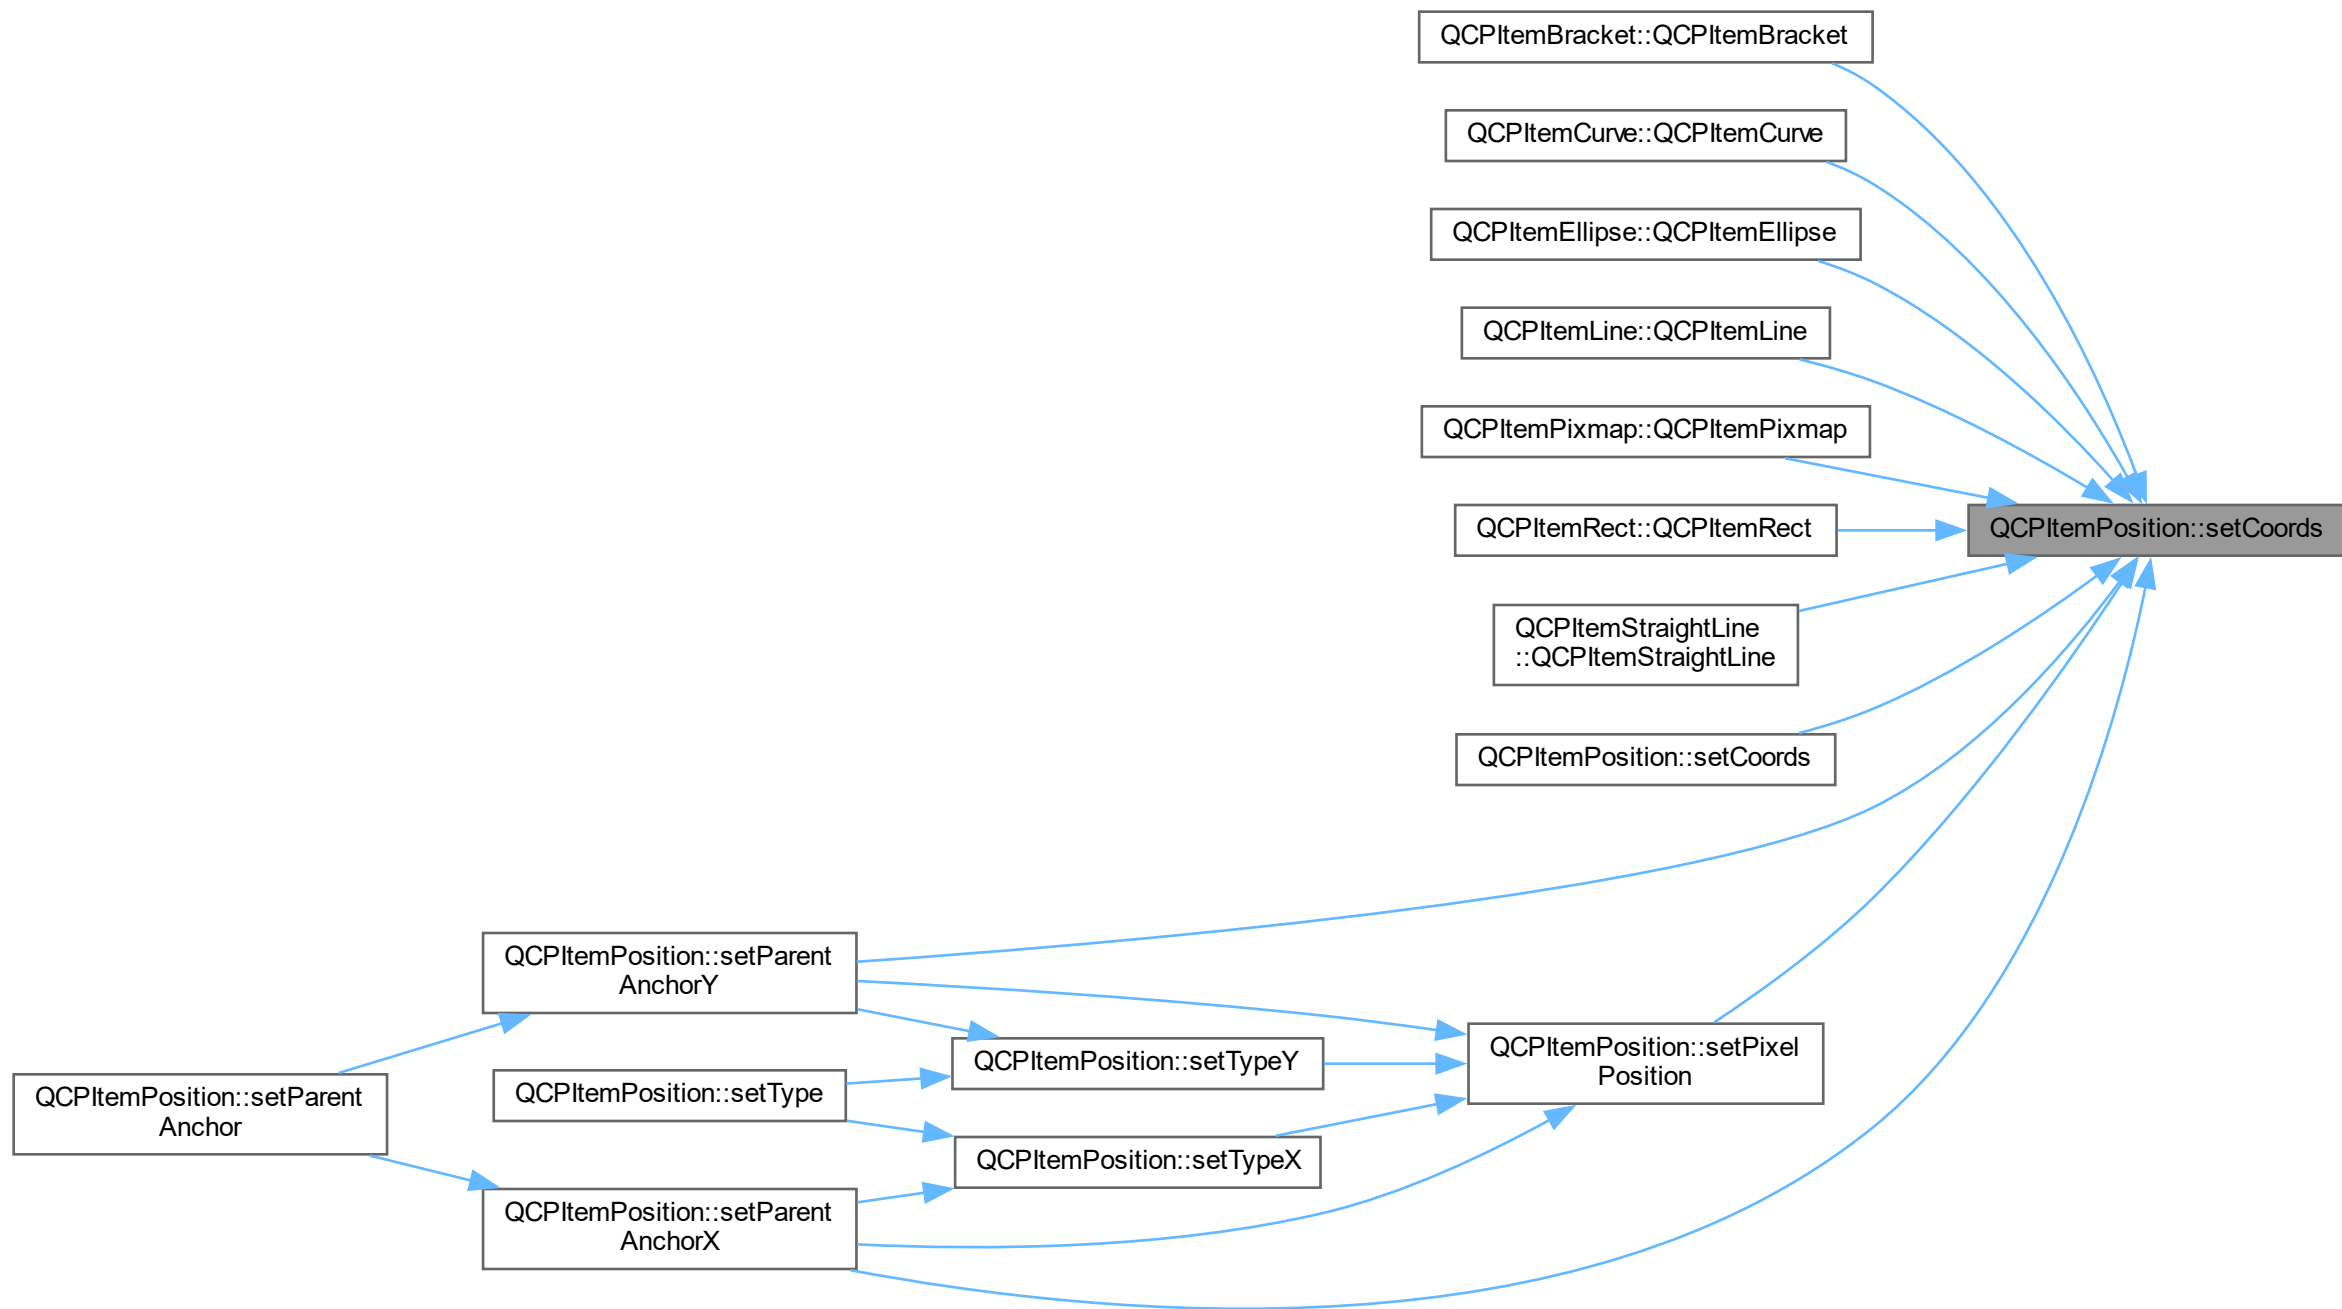 QCPItemBracket::QCPItemBracket
QCPItemCurve::QCPItemCurve
QCPItemEllipse::QCPItemEllipse
QCPItemLine::QCPItemLine
QCPItemPixmap::QCPItemPixmap
QCPItemRect::QCPItemRect
QCPItemPosition::setCoords
QCPItemStraightLine
::QCPItemStraightLine
QCPItemPosition::setCoords
QCPItemPosition::setParent
AnchorY
QCPItemPosition::setPixel
Position
QCPItemPosition::setTypeY
QCPItemPosition::setType
QCPItemPosition::setParent
Anchor
QCPItemPosition::setTypeX
QCPItemPosition::setParent
AnchorX